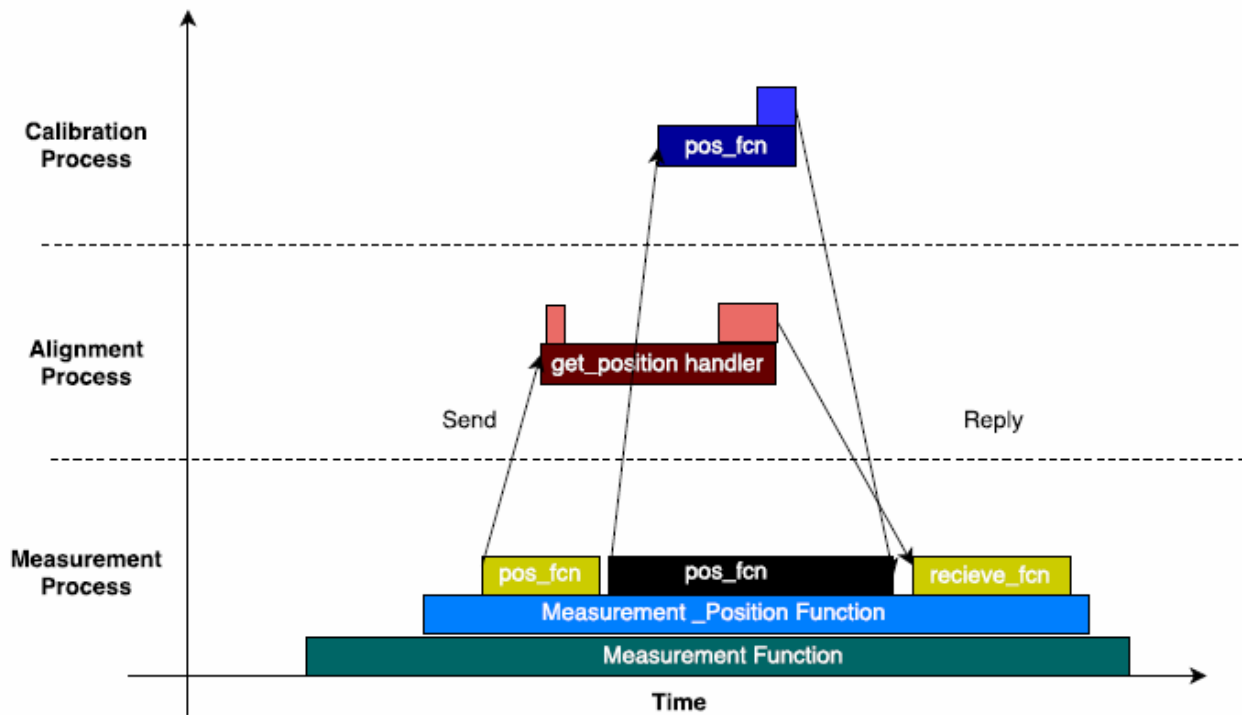 Calibration
Process
pos_fcn
Alignment
Process
get_position handler
Send
Reply
Measurement
Process
pos_fcn
pos_fcn
recieve_fcn
Measurement _Position Function
Measurement Function
Time